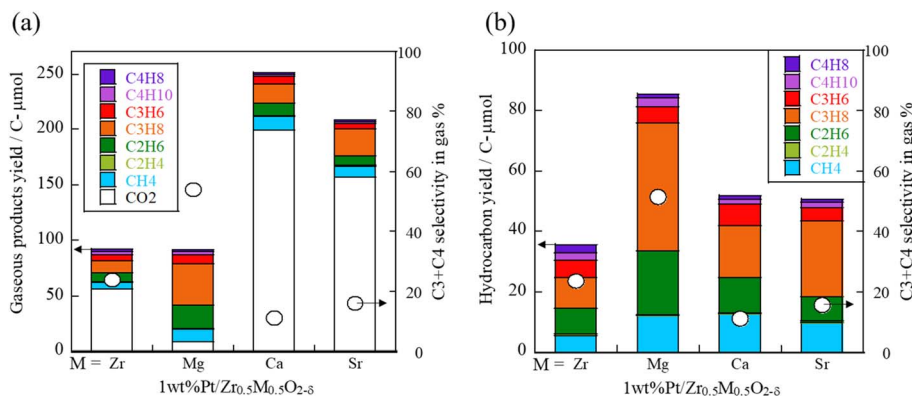 (a)
Gaseous products yield / C- μmol
250
200
150
100
50
0
C4H8
C4H10
C3H6
C3H8
C2H6
C2H4
CH4
CO2
100
80
60
40
20
0
C3+C4 selectivity in gas %
M = Zr Mg Ca Sr
1wt%Pt/Zr0.5M0.5O2-δ
(b)
Hydrocarbon yield / C-μmol
100
80
60
40
20
0
C4H8
C4H10
C3H6
C3H8
C2H6
C2H4
CH4
100
80
60
40
20
0
C3+C4 selectivity in gas %
M = Zr Mg Ca Sr
1wt%Pt/Zr0.5M0.5O2-δ